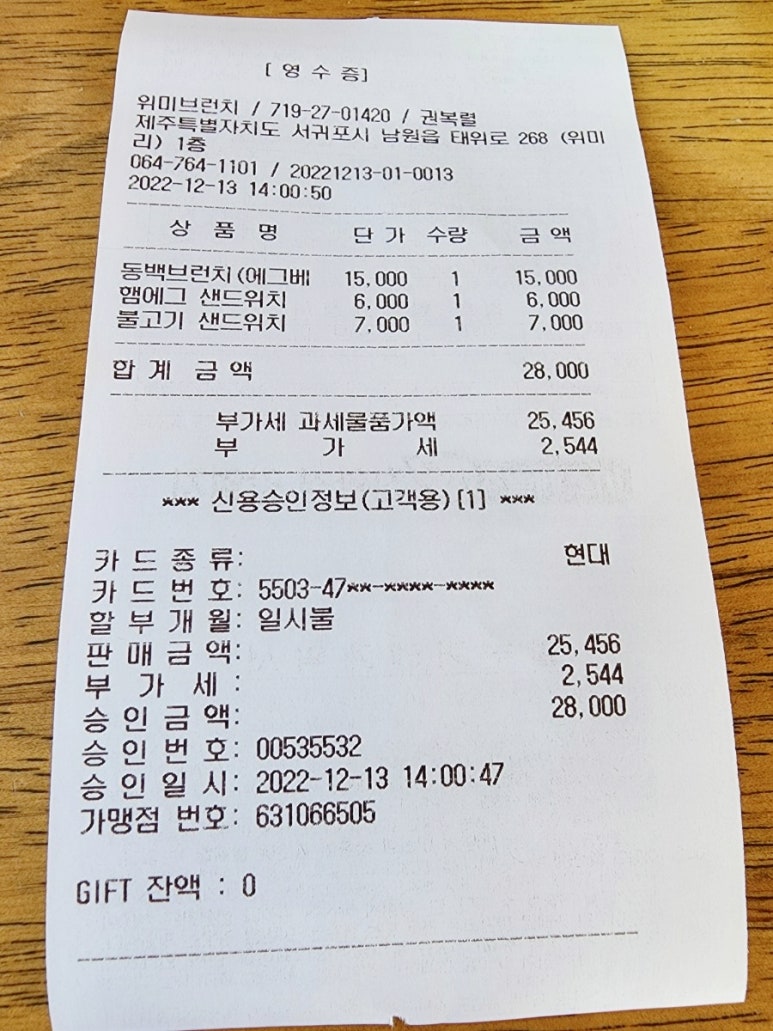 [ 영 수 증]
위미브런치 / 719-27-01420 / 권복렬
제주특별자치도 서귀포시 남원읍 태위로 268 (위미
리) 1층
064-764-1101 / 20221213-01-0013
2022-12-13 14:00:50
상 품 명 단 가 수량 금 액
동백브런치(에그베 15,000 1 15,000
햄에그 샌드위치 6,000 1 6,000
불고기 샌드위치 7,000 1 7,000
합 계 금 액 28,000
부가세 과세물품가액 25,456
부 가 세 2,544
*** 신용승인정보(고객용)[1] ***
카 드 종 류: 현대
카 드 번 호: 5503-47**-****-****
할 부 개 월: 일시불
판 매 금 액: 25,456
부 가 세 : 2,544
승 인 금 액: 28,000
승 인 번 호: 00535532
승 인 일 시: 2022-12-13 14:00:47
가맹점 번호: 631066505
GIFT 잔액 : 0